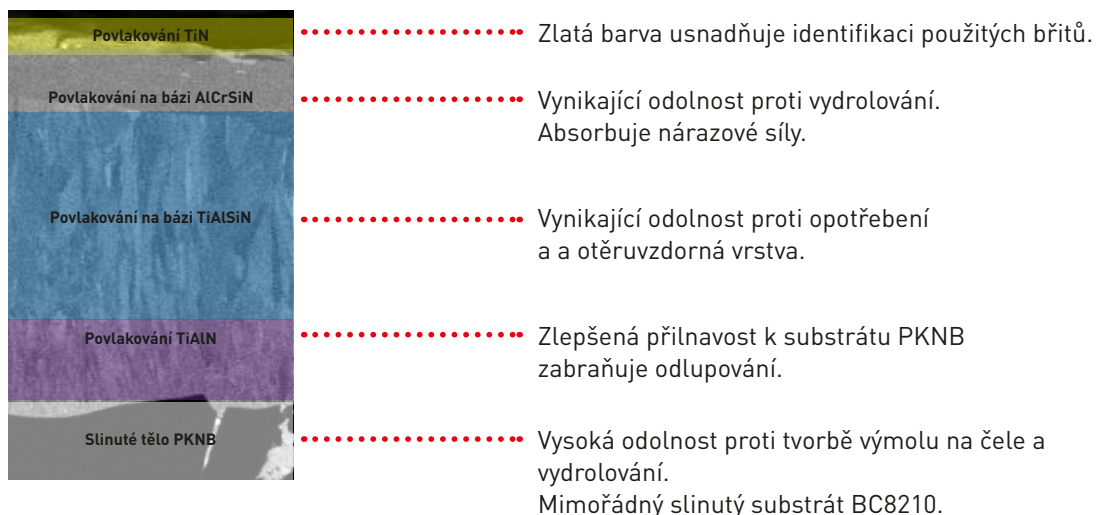 Povlakování TiN
Zlatá barva usnadňuje identifikaci použitých břitů.
Povlakování na bázi AlCrSiN
Vynikající odolnost proti vydrolování.
Absorbuje nárazové síly.
Povlakování na bázi TiAlSiN
Vynikající odolnost proti opotřebení
a a otěruvzdorná vrstva.
Povlakování TiAlN
Zlepšená přilnavost k substrátu PKNB
zabraňuje odlupování.
Slinuté tělo PKNB
Vysoká odolnost proti tvorbě výmolu na čele a
vydrolování.
Mimořádný slinutý substrát BC8210.